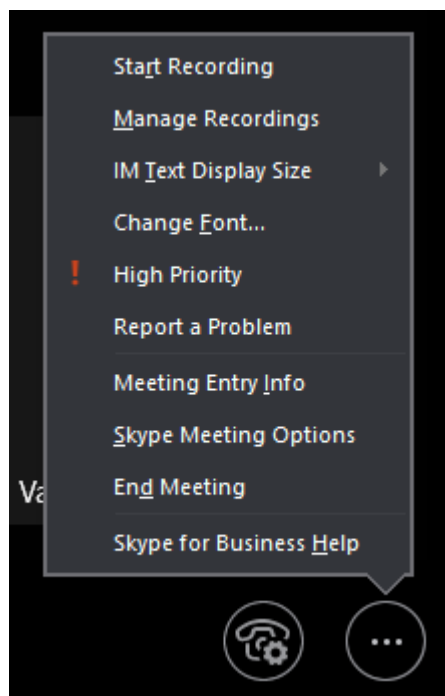 Start Recording
Manage Recordings
IM Text Display Size
Change Font...
! High Priority
Report a Problem
Meeting Entry Info
Skype Meeting Options
Va
End Meeting
Skype for Business Help
...